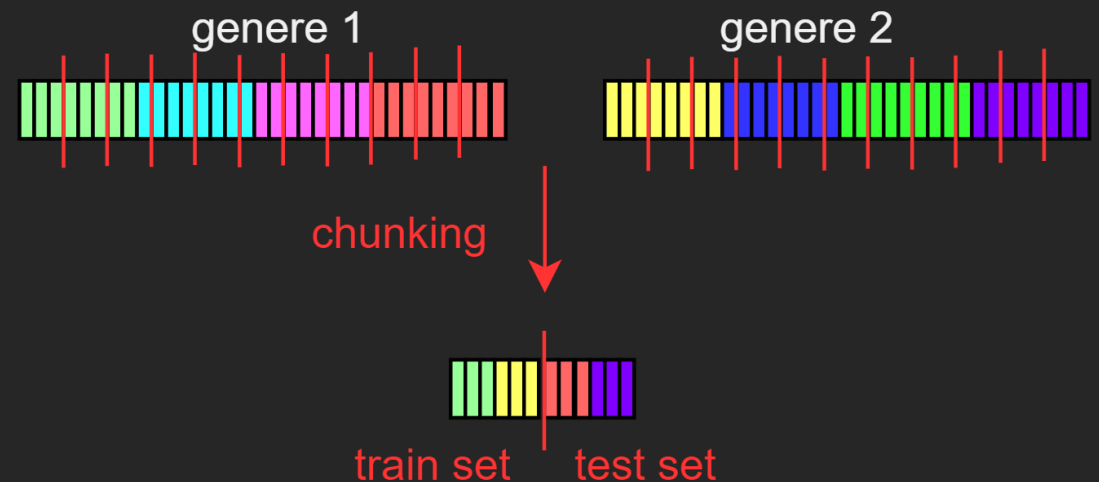 genere 1
genere 2
chunking
train set
test set